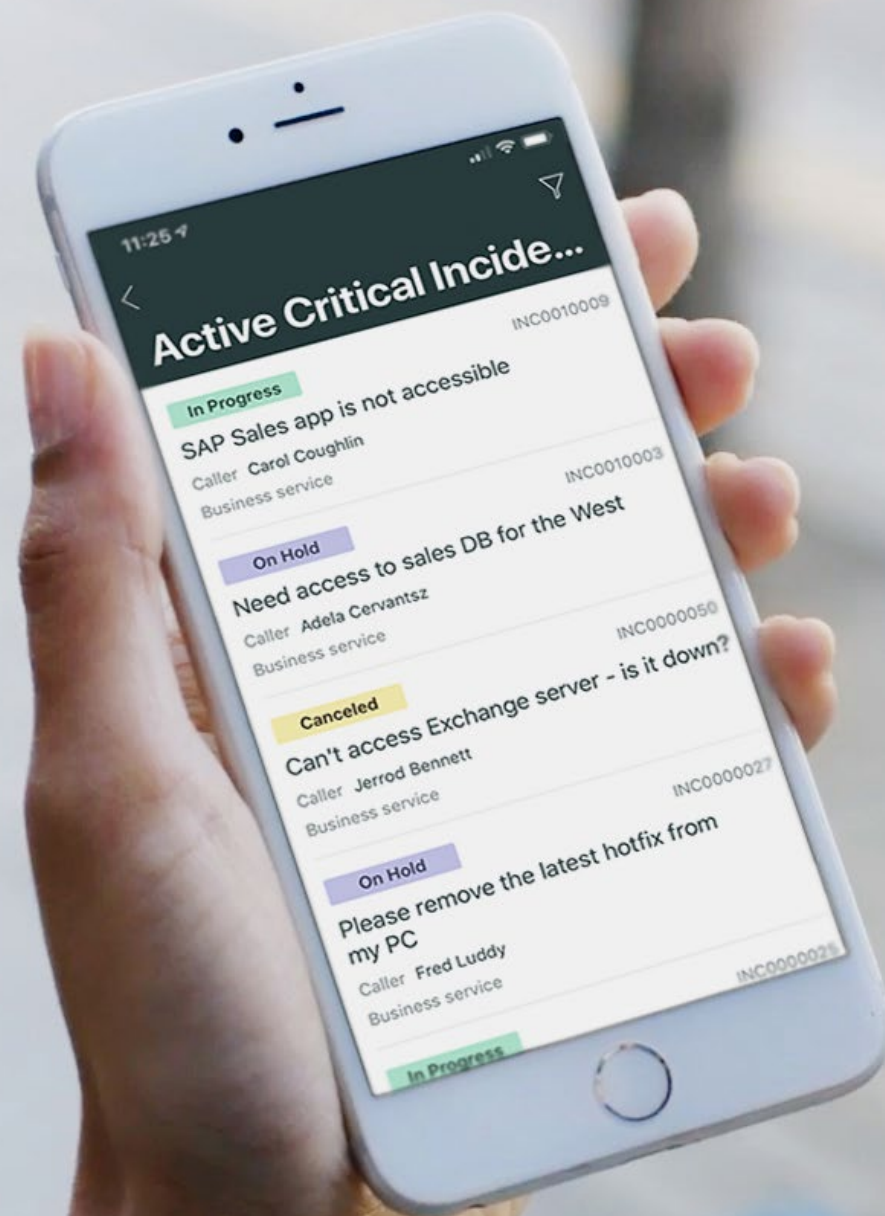 11:25
Active Critical Incide...
INC0010009
In Progress
SAP Sales app is not accessible
Caller Carol Coughlin
Business service
INC0010003
On Hold
Need access to sales DB for the West
Caller Adela Cervantsz
Business service
INC0000050
Canceled
Can't access Exchange server - is it down?
Caller Jerrod Bennett
Business service
INC0000027
On Hold
Please remove the latest hotfix from
my PC
Caller Fred Luddy
Business service
INC0000025
In Progress